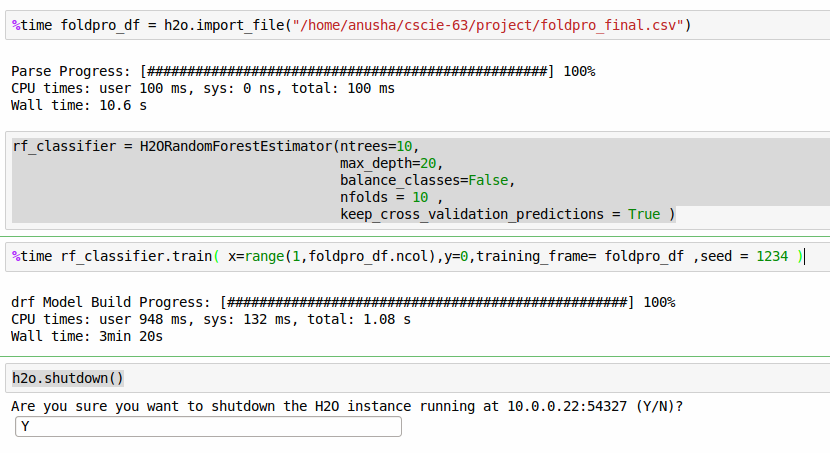 %time foldpro_df = h2o.import_file("/home/anusha/cscie-63/project/foldpro_final.csv")
Parse Progress: [##################################################] 100%
CPU times: user 100 ms, sys: 0 ns, total: 100 ms
Wall time: 10.6 s
rf_classifier = H2ORandomForestEstimator(ntrees=10,
max_depth=20,
balance_classes=False,
nfolds = 10 ,
keep_cross_validation_predictions = True )
%time rf_classifier.train( x=range(1,foldpro_df.ncol),y=0,training_frame= foldpro_df ,seed = 1234 )
drf Model Build Progress: [##################################################] 100%
CPU times: user 948 ms, sys: 132 ms, total: 1.08 s
Wall time: 3min 20s
h2o.shutdown()
Are you sure you want to shutdown the H2O instance running at 10.0.0.22:54327 (Y/N)?
Y